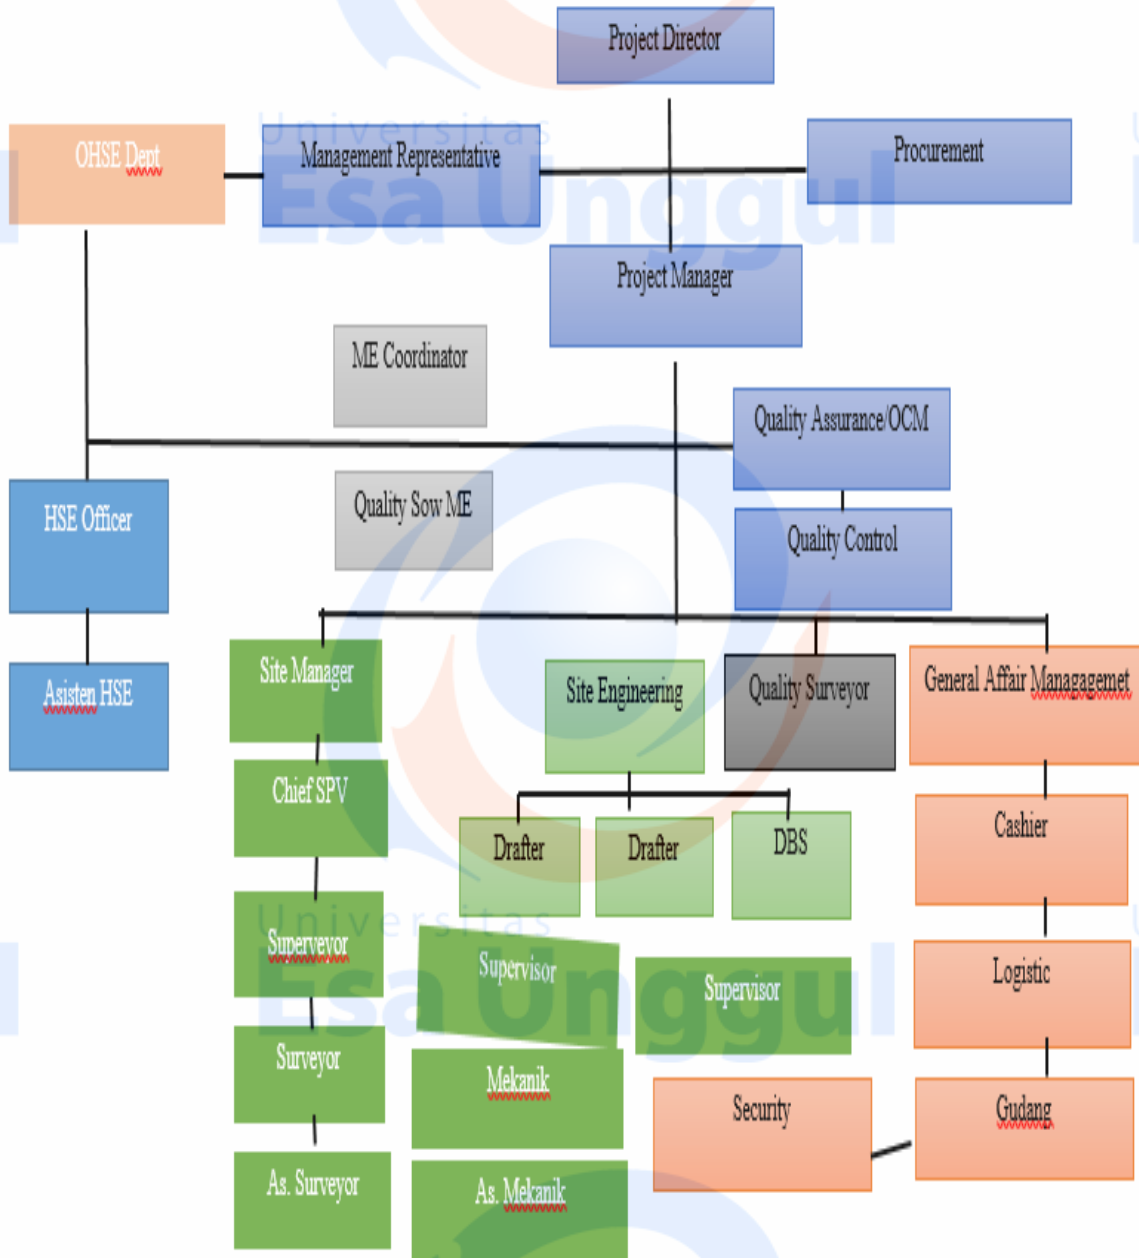 Project Director
Universitas
Esa Unggul
OHSE Dept
Management Representative
Procurement
Project Manager
ME Coordinator
Quality Assurance/OCM
Quality Sow ME
HSE Officer
Quality Control
Asisten HSE
Site Manager
Site Engineering
Quality Surveyor
General Affair Managagemet
Chief SPV
Drafter
Drafter
DBS
Cashier
Universitas
Esa Unggul
Superveyor
Supervisor
Supervisor
Logistic
Surveyor
Mekanik
Security
Gudang
As. Surveyor
As. Mekanik